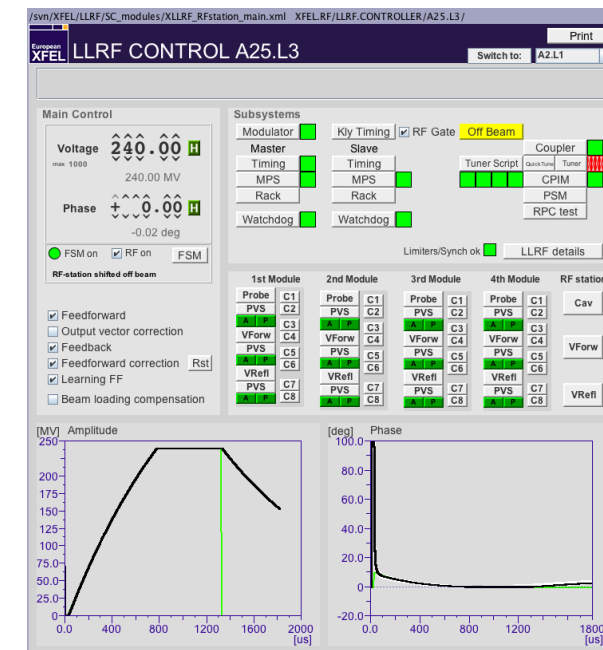 /svn/XFEL/LLRF/SC_modules/XLLRF_RFstation_main.xml XFEL.RF/LLRF.CONTROLLER/A25.L3/
Print
European
XFEL LLRF CONTROL A25.L3
Switch to: A2.L1
Main Control
Voltage 240.00 H
max 1000
240.00 MV
Phase + 0.00 H
-0.02 deg
FSM on RF on FSM
RF-station shifted off beam
Feedforward
Output vector correction
Feedback
Feedforward correction Rst
Learning FF
Beam loading compensation
Subsystems
Modulator Kly Timing RF Gate Off Beam
Master Slave Coupler
Timing Timing Tuner Script QuickTune Tuner
MPS MPS CPIM
Rack Rack PSM
RPC test
Watchdog Watchdog
Limiters/Synch ok LLRF details
1st Module 2nd Module 3rd Module 4th Module RF station
Probe C1 Probe C1 Probe C1 Probe C1 Cav
PVS C2 PVS C2 PVS C2 PVS C2
A P C3 A P C3 A P C3 A P C3
VForw C4 VForw C4 VForw C4 VForw C4 VForw
PVS C5 PVS C5 PVS C5 PVS C5
A P C6 A P C6 A P C6 A P C6
VRefl VRefl VRefl VRefl
PVS C7 PVS C7 PVS C7 PVS C7 VRefl
A P C8 A P C8 A P C8 A P C8
[MV] Amplitude
250
200
150
125
100
75.0
50.0
25.0
0
0.0 400 800 1200 1600 2000
[us]
[deg] Phase
100.0
80.0
60.0
40.0
20.0
0
-20.0
0.0 400 800 1200 1800
[us]